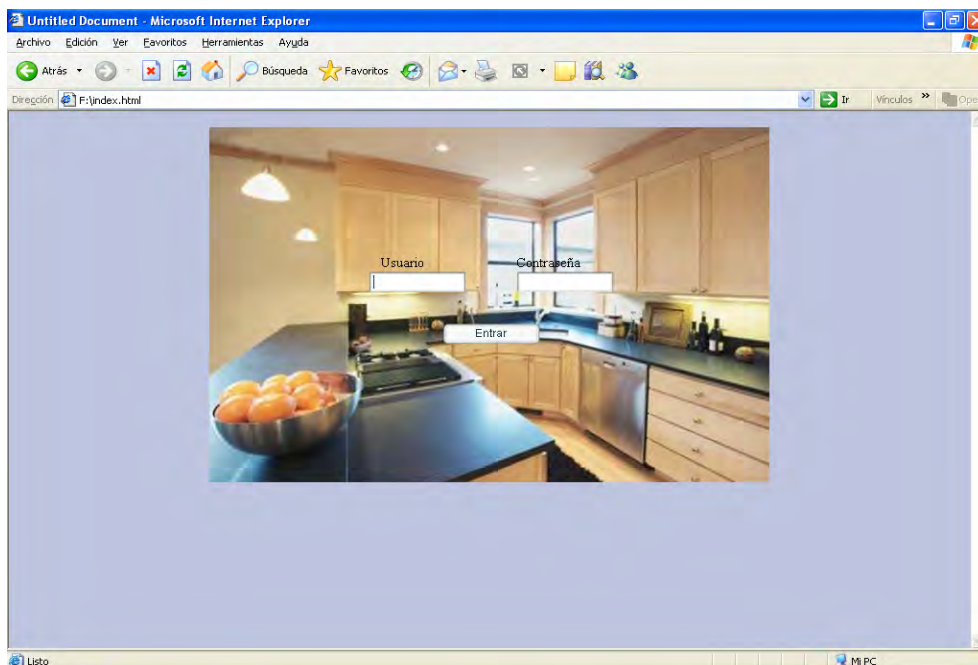 Untitled Document - Microsoft Internet Explorer
Archivo Edición Ver Favoritos Herramientas Ayuda
Atrás Búsqueda Favoritos
Dirección F:\index.html Ir Vínculos » Ope
Usuario Contraseña
Entrar
Listo Mi PC